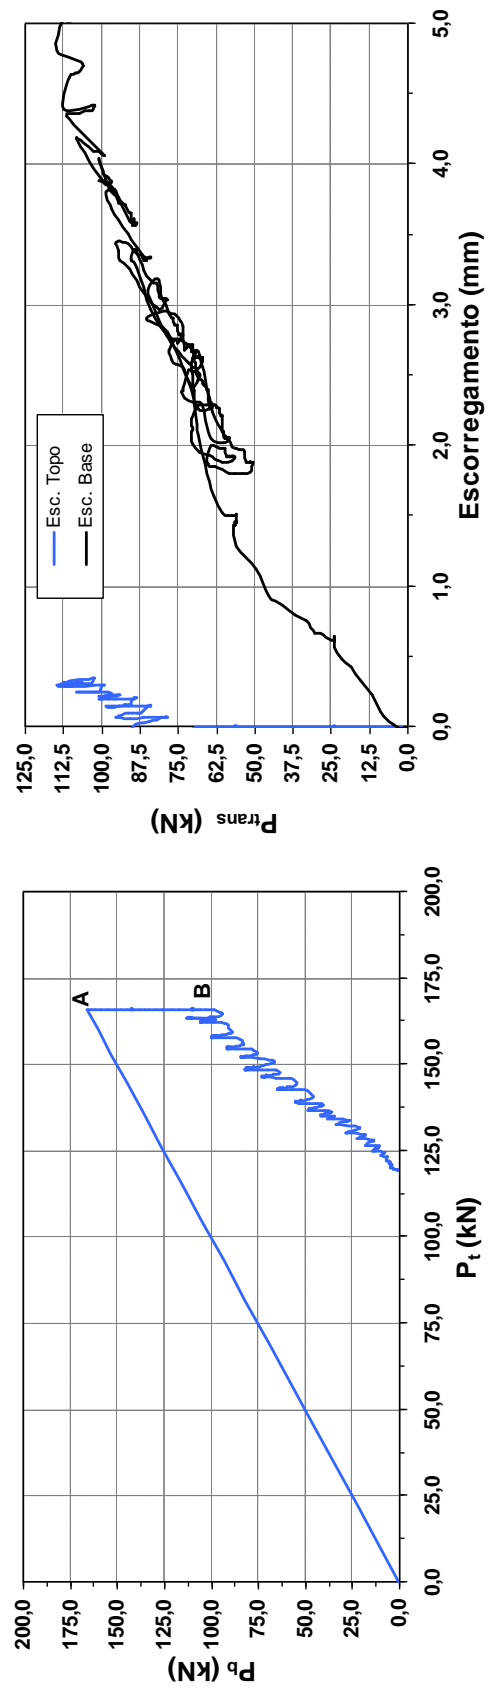 200,0
175,0
150,0
125,0
100,0
75,0
50,0
25,0
0,0
P_b (kN)
A
B
0,0 25,0 50,0 75,0 100,0 125,0 150,0 175,0 200,0
P_t (kN)
125,0
112,5
100,0
87,5
75,0
62,5
50,0
37,5
25,0
12,5
0,0
P_trans (kN)
Esc. Topo
Esc. Base
0,0 1,0 2,0 3,0 4,0 5,0
Escorregamento (mm)